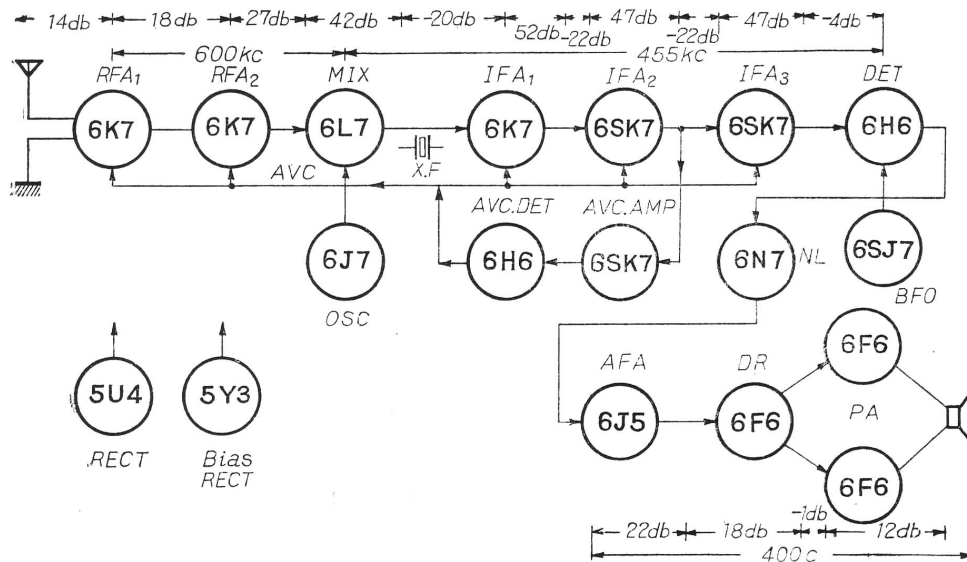 14db 18db 27db 42db -20db 52db -22db 47db -22db 47db -4db
600kc 455kc
RFA1 RFA2 MIX IFA1 IFA2 IFA3 DET
6K7 6K7 6L7 6K7 6SK7 6SK7 6H6
X.F
AVC AVC.DET AVC.AMP
6J7 6H6 6SK7 6N7 NL 6SJ7
OSC BFO
5U4 5Y3 AFA DR 6F6
6J5 6F6 PA
RECT Bias
RECT
6F6
22db 18db -1db 12db
400c